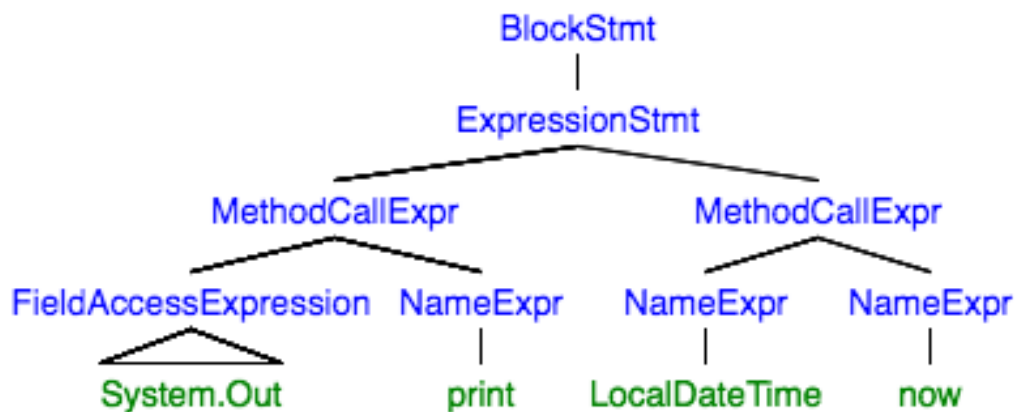 BlockStmt
ExpressionStmt
MethodCallExpr MethodCallExpr
FieldAccessExpression NameExpr NameExpr NameExpr
System.Out print LocalDateTime now